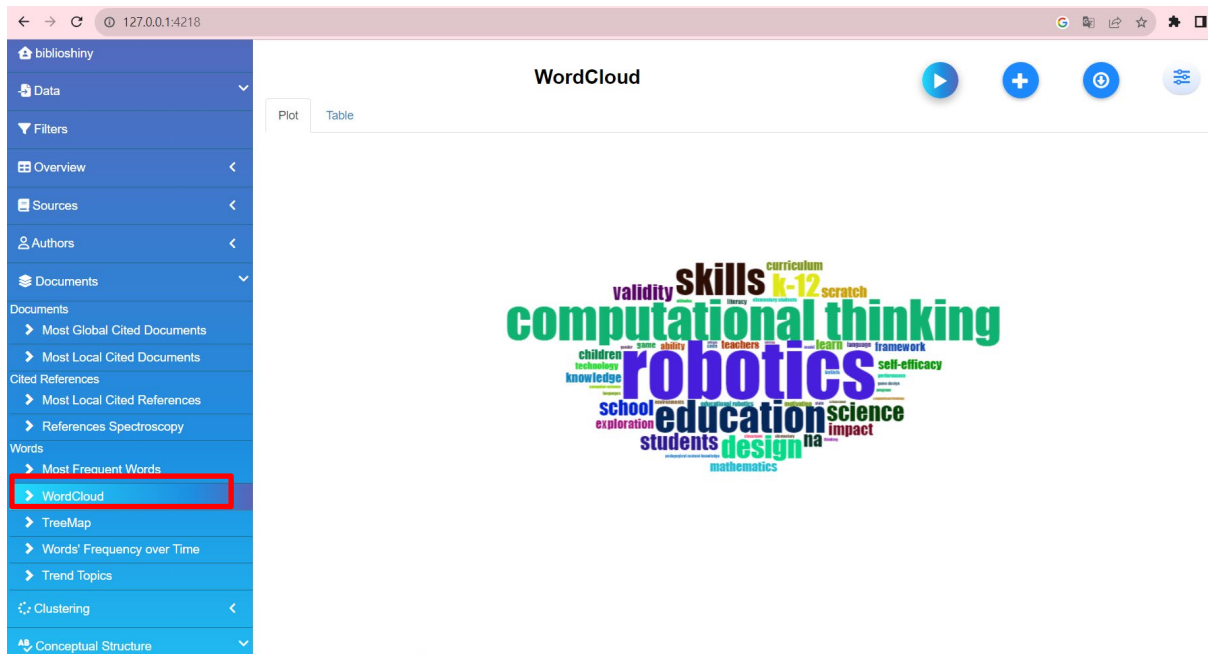 127.0.0.1:4218
biblioshiny
Data
Filters
Overview
Sources
Authors
Documents
Documents
Most Global Cited Documents
Most Local Cited Documents
Cited References
Most Local Cited References
References Spectroscopy
Words
Most Frequent Words
WordCloud
TreeMap
Words' Frequency over Time
Trend Topics
Clustering
Conceptual Structure
WordCloud
Plot Table
curriculum
skills k-12
validity scratch
literacy
computational thinking
game ability teachers learn language framework
children
robotics
technology self-efficacy
knowledge
school education science
exploration impact
students design na
mathematics